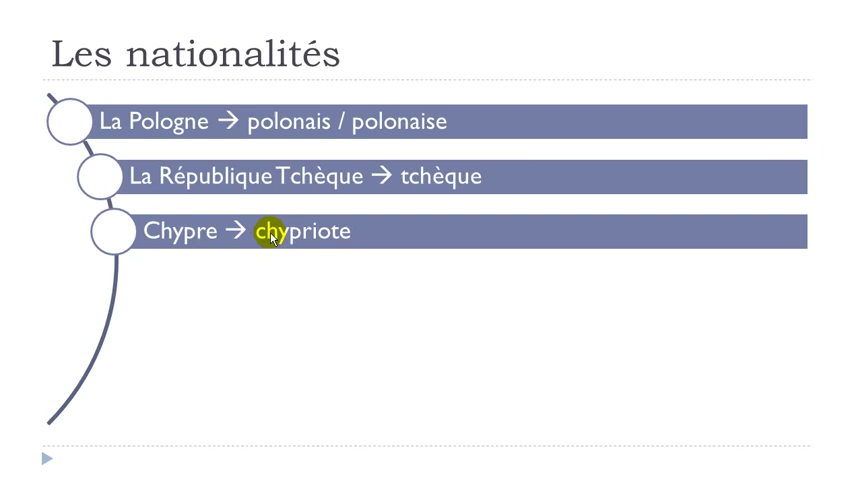 Les nationalités
La Pologne → polonais / polonaise
La République Tchèque → tchèque
Chypre → chypriote